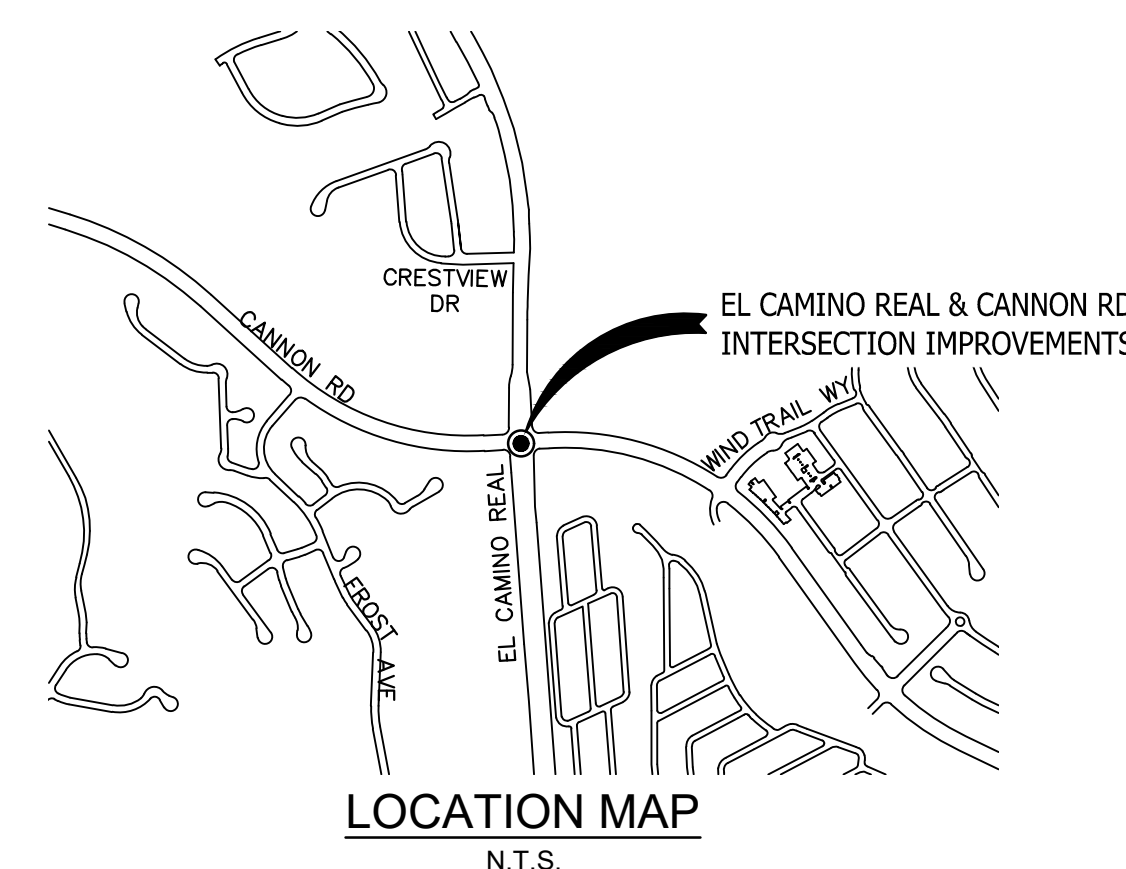 CRESTVIEW
DR
CANNON RD
EL CAMINO REAL & CANNON RD
INTERSECTION IMPROVEMENTS
WIND TRAIL WY
EL CAMINO REAL
FROST AVE
LOCATION MAP
N.T.S.